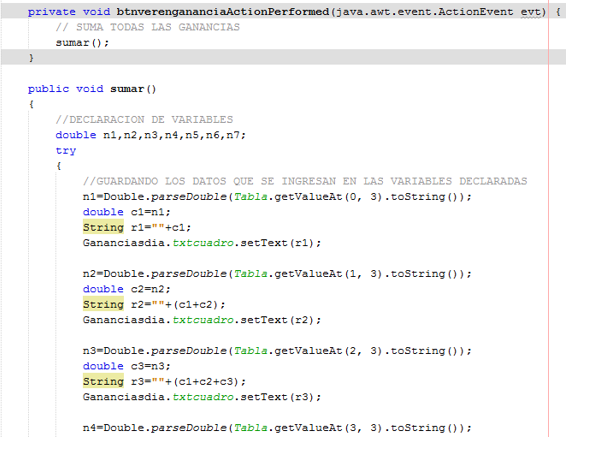 private void btnverengananciaActionPerformed(java.awt.event.ActionEvent evt) {
// SUMA TODAS LAS GANANCIAS
sumar();
}
public void sumar()
{
//DECLARACION DE VARIABLES
double n1,n2,n3,n4,n5,n6,n7;
try
{
//GUARDANDO LOS DATOS QUE SE INGRESAN EN LAS VARIABLES DECLARADAS
n1=Double.parseDouble(Tabla.getValueAt(0, 3).toString());
double c1=n1;
String r1=""+c1;
Gananciasdia.txtcuadro.setText(r1);
n2=Double.parseDouble(Tabla.getValueAt(1, 3).toString());
double c2=n2;
String r2=""+(c1+c2);
Gananciasdia.txtcuadro.setText(r2);
n3=Double.parseDouble(Tabla.getValueAt(2, 3).toString());
double c3=n3;
String r3=""+(c1+c2+c3);
Gananciasdia.txtcuadro.setText(r3);
n4=Double.parseDouble(Tabla.getValueAt(3, 3).toString());